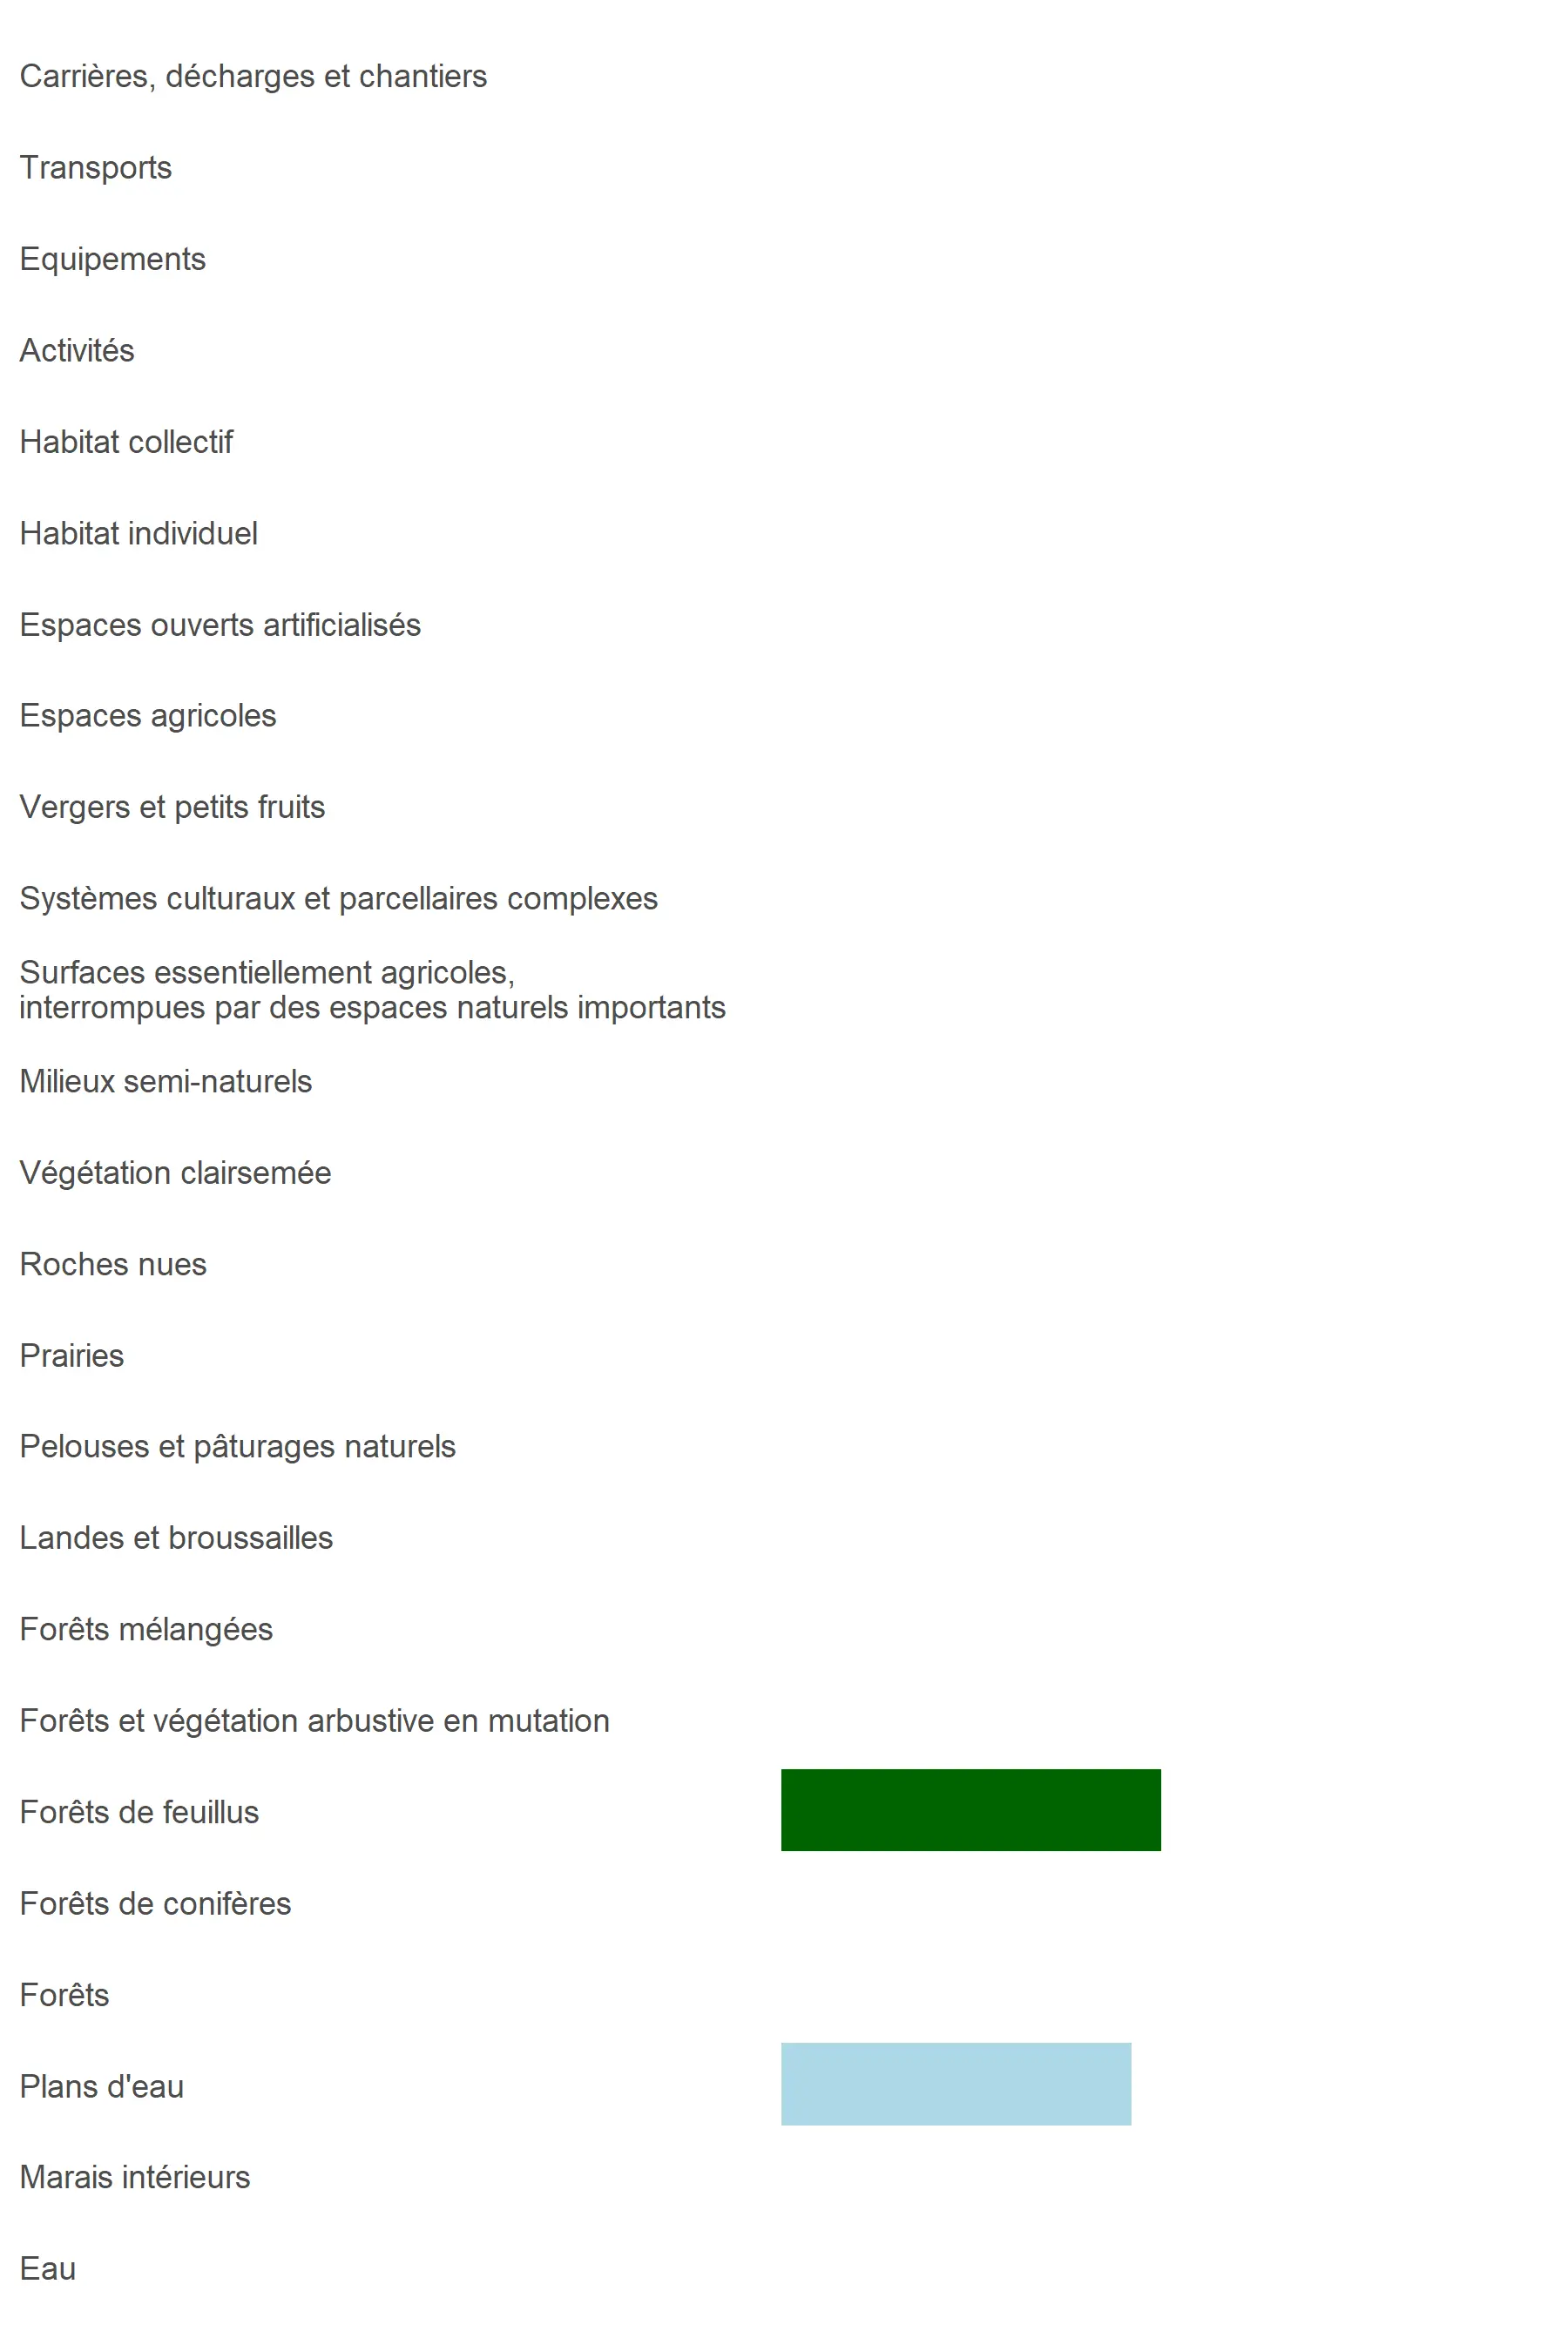 Carrières, décharges et chantiers
Transports
Equipements
Activités
Habitat collectif
Habitat individuel
Espaces ouverts artificialisés
Espaces agricoles
Vergers et petits fruits
Systèmes culturaux et parcellaires complexes
Surfaces essentiellement agricoles,
interrompues par des espaces naturels importants
Milieux semi-naturels
Végétation clairsemée
Roches nues
Prairies
Pelouses et pâturages naturels
Landes et broussailles
Forêts mélangées
Forêts et végétation arbustive en mutation
Forêts de feuillus
Forêts de conifères
Forêts
Plans d'eau
Marais intérieurs
Eau